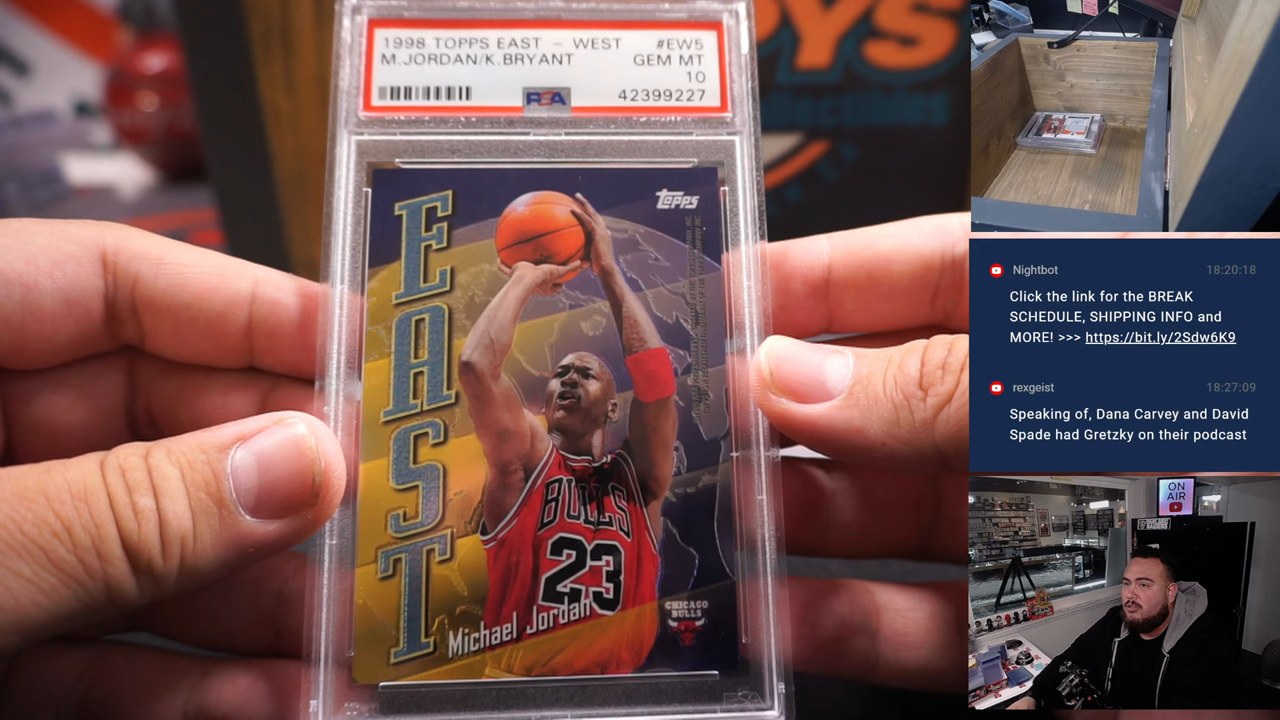 1998 TOPPS EAST - WEST #EW5
M.JORDAN/K.BRYANT GEM MT
10
PSA 42399227
Topps
EAST
BULLS
23
Michael Jordan
CHICAGO
BULLS
PSA
Nightbot 18:20:18
Click the link for the BREAK
SCHEDULE, SHIPPING INFO and
MORE! >>> https://bit.ly/2Sdw6K9
rexgeist 18:27:09
Speaking of, Dana Carvey and David
Spade had Gretzky on their podcast
ON
AIR